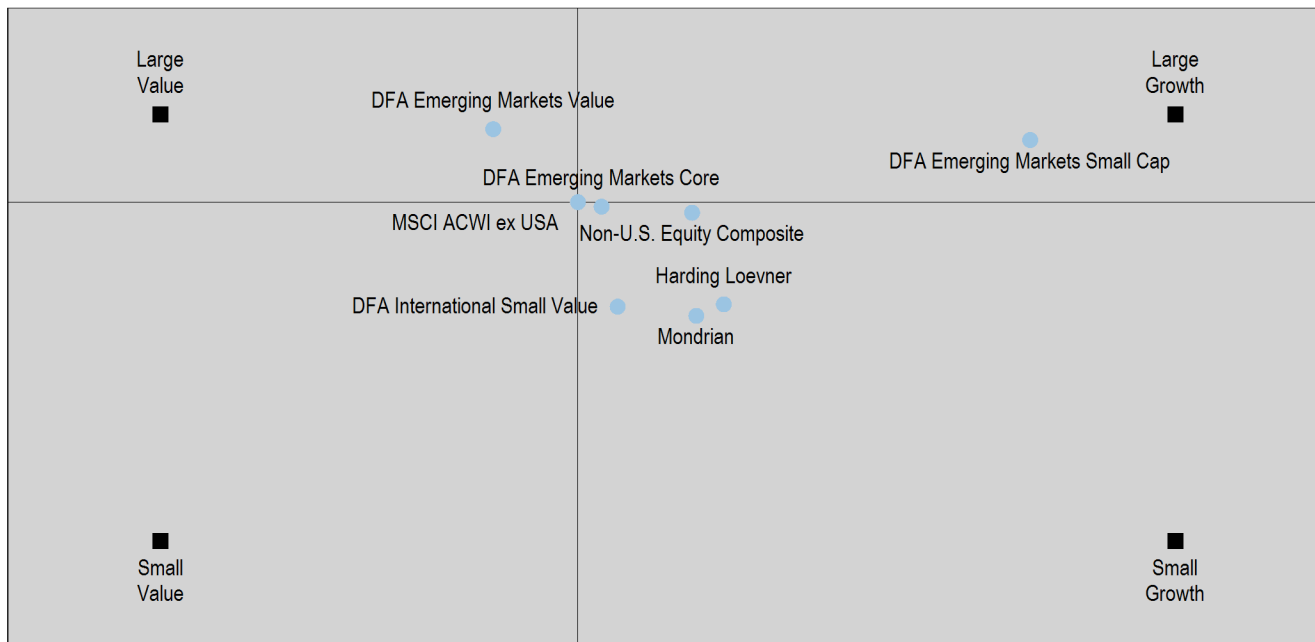 Large
Value
Large
Growth
DFA Emerging Markets Value
DFA Emerging Markets Small Cap
DFA Emerging Markets Core
MSCI ACWI ex USA
Non-U.S. Equity Composite
Harding Loevner
DFA International Small Value
Mondrian
Small
Value
Small
Growth